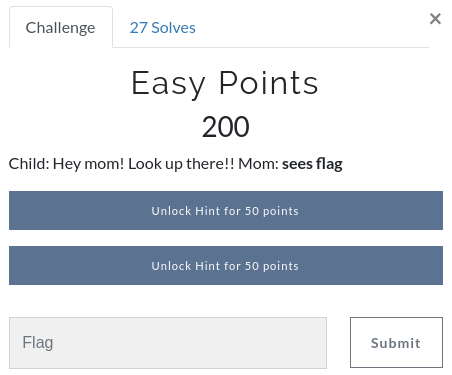 Challenge
27 Solves
×
Easy Points
200
Child: Hey mom! Look up there!! Mom: sees flag
Unlock Hint for 50 points
Unlock Hint for 50 points
Flag
Submit